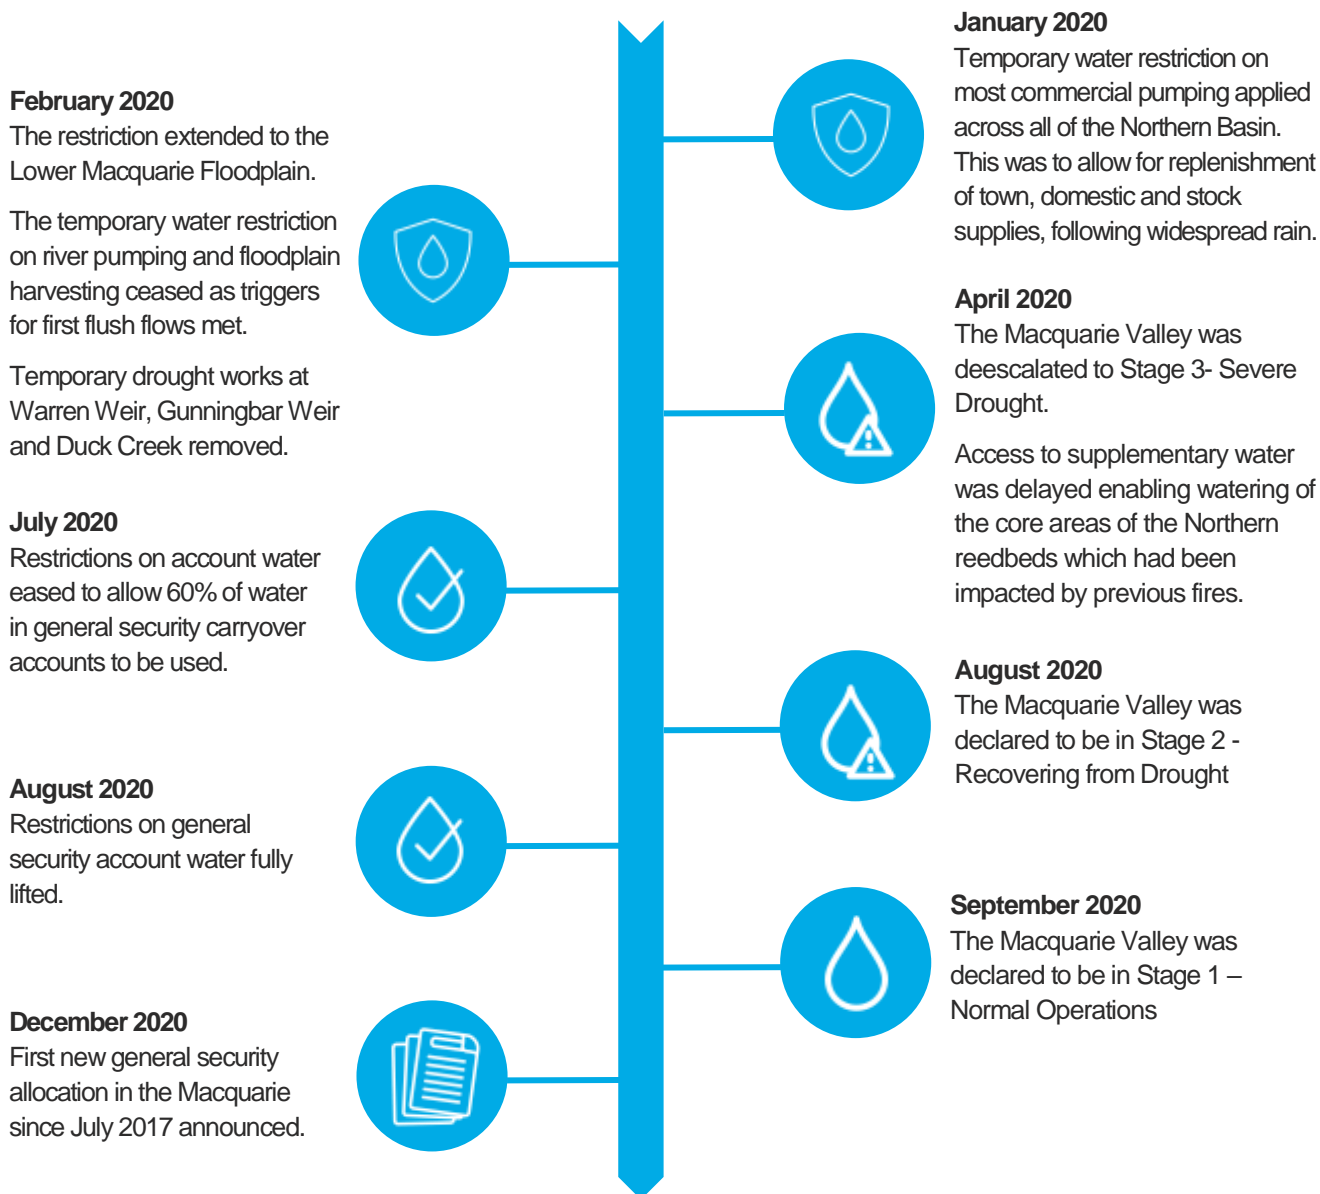 January 2020
Temporary water restriction on
most commercial pumping applied
across all of the Northern Basin.
This was to allow for replenishment
of town, domestic and stock
supplies, following widespread rain.
February 2020
The restriction extended to the
Lower Macquarie Floodplain.
The temporary water restriction
on river pumping and floodplain
harvesting ceased as triggers
for first flush flows met.
Temporary drought works at
Warren Weir, Gunningbar Weir
and Duck Creek removed.
April 2020
The Macquarie Valley was
deescalated to Stage 3- Severe
Drought.
Access to supplementary water
was delayed enabling watering of
the core areas of the Northern
reedbeds which had been
impacted by previous fires.
July 2020
Restrictions on account water
eased to allow 60% of water
in general security carryover
accounts to be used.
August 2020
The Macquarie Valley was
declared to be in Stage 2 -
Recovering from Drought
August 2020
Restrictions on general
security account water fully
lifted.
September 2020
The Macquarie Valley was
declared to be in Stage 1 –
Normal Operations
December 2020
First new general security
allocation in the Macquarie
since July 2017 announced.